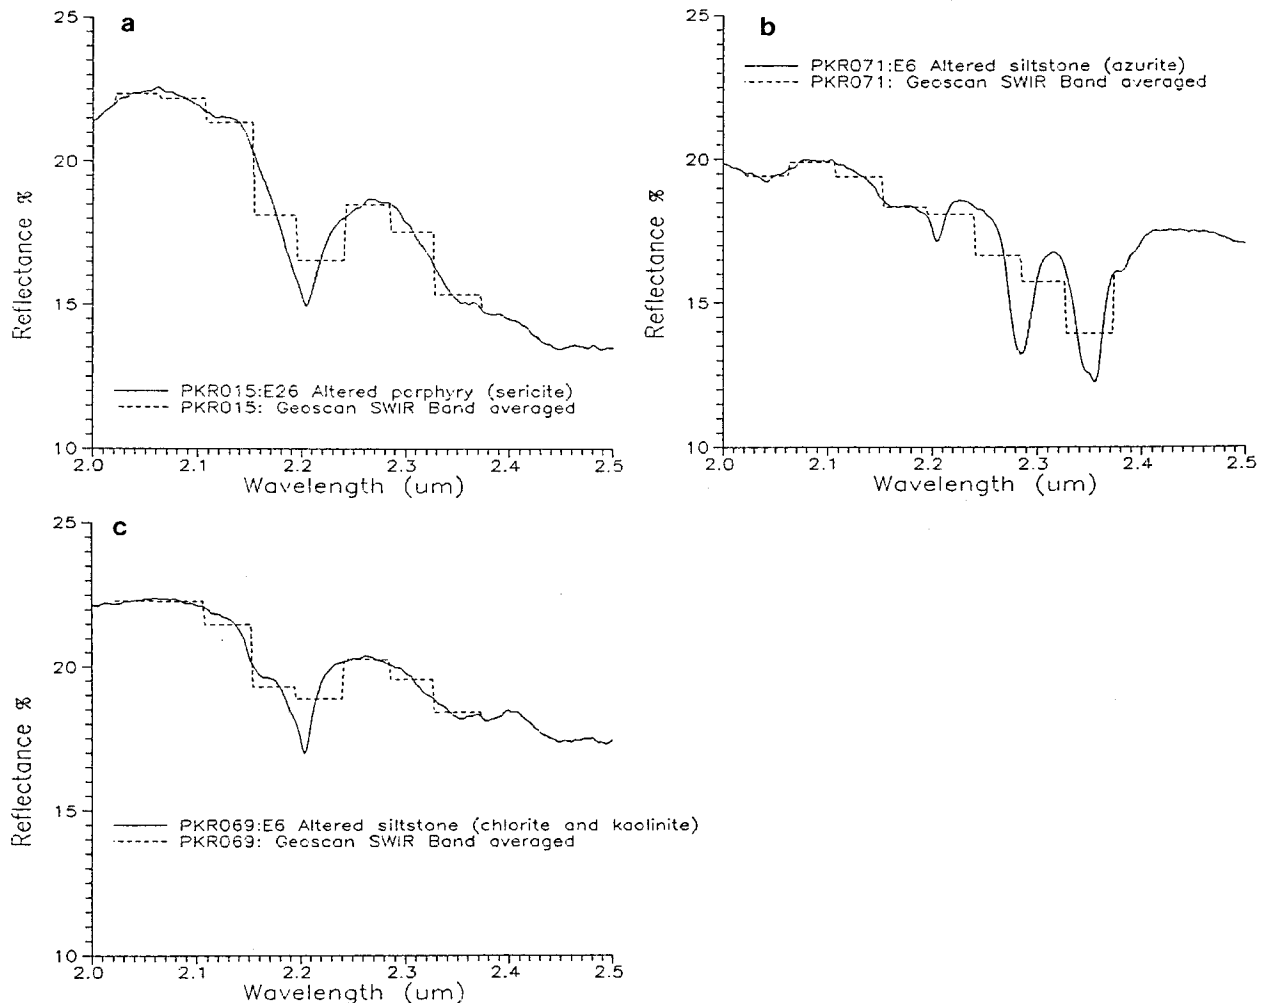 a
25
20
15
10
Reflectance %
PKR015:E26 Altered porphyry (sericite)
PKR015: Geoscan SWIR Band averaged
2.0 2.1 2.2 2.3 2.4 2.5
Wavelength (um)
b
25
20
15
10
Reflectance %
PKR071:E6 Altered siltstone (azurite)
PKR071: Geoscan SWIR Band averaged
2.0 2.1 2.2 2.3 2.4 2.5
Wavelength (um)
c
25
20
15
10
Reflectance %
PKR069:E6 Altered siltstone (chlorite and kaolinite)
PKR069: Geoscan SWIR Band averaged
2.0 2.1 2.2 2.3 2.4 2.5
Wavelength (um)